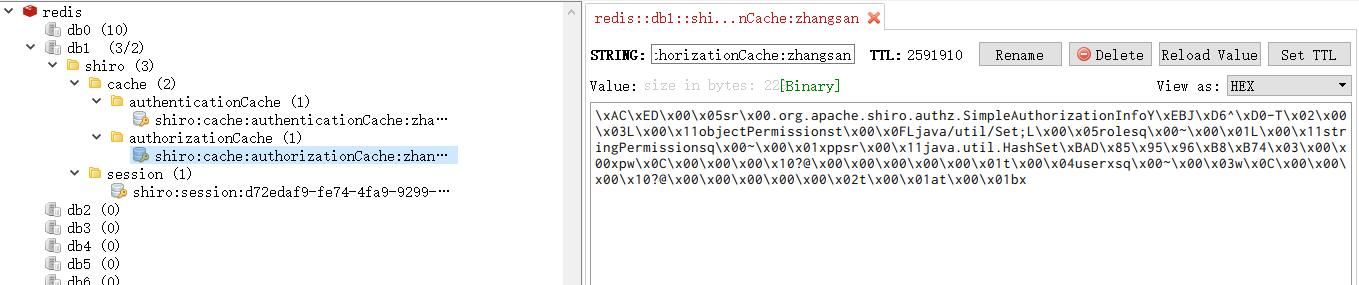 redis
db0 (10)
db1 (3/2)
shiro (3)
cache (2)
authenticationCache (1)
shiro:cache:authenticationCache:zha···
authorizationCache (1)
shiro:cache:authorizationCache:zhan···
session (1)
shiro:session:d72edaf9-fe74-4fa9-9299-···
db2 (0)
db3 (0)
db4 (0)
db5 (0)
db6 (0)
redis::db1::shi...nCache:zhangsan
STRING: :horizationCache:zhangsan TTL: 2591910 Rename Delete Reload Value Set TTL
Value: size in bytes: 22[Binary] View as: HEX
\xAC\xED\x00\x05sr\x00.org.apache.shiro.authz.SimpleAuthorizationInfoY\xEBJ\xD6^\xD0-T\x02\x00
\x03L\x00\x11objectPermissionst\x00\x0FLjava/util/Set;L\x00\x05rolesq\x00~\x00\x01L\x00\x11st
ringPermissionsq\x00~\x00\x01xppsr\x00\x11java.util.HashSet\xBAD\x85\x95\x96\xB8\xB74\x03\x00\x
00xpw\x0C\x00\x00\x00\x10?@\x00\x00\x00\x00\x00\x01t\x00\x04userxsq\x00~\x00\x03w\x0C\x00\x00\x
00\x10?@\x00\x00\x00\x00\x00\x02t\x00\x01at\x00\x01bx